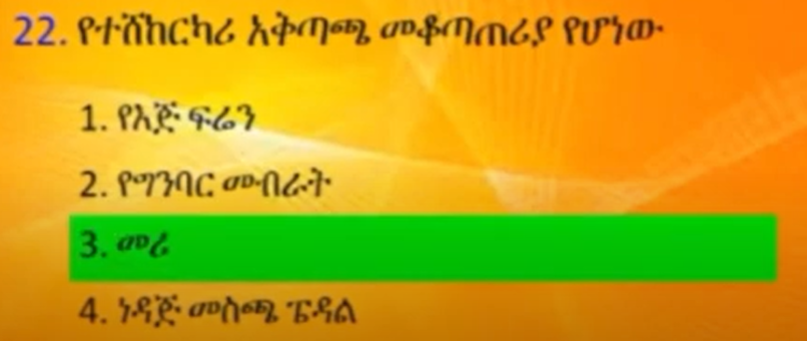 22. የተሽከርካሪ አቅጣጫ መቆጣጠሪያ የሆነው
1. የእጅ ፍሬን
2. የግንባር መብራት
3. መሪ
4. ነዳጅ መስጫ ፔዳል